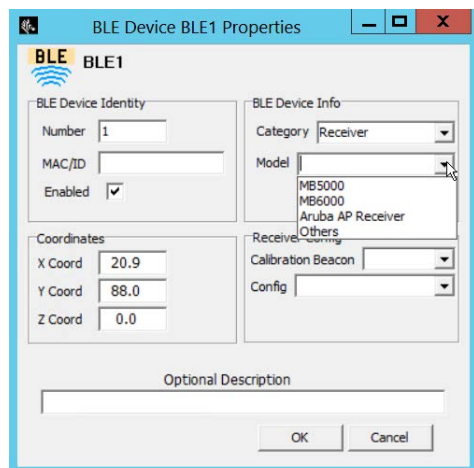 BLE Device BLE1 Properties
BLE BLE1
BLE Device Identity
Number 1
MAC/ID
Enabled
BLE Device Info
Category Receiver
Model
MB5000
MB6000
Aruba AP Receiver
Others
Coordinates
X Coord 20.9
Y Coord 88.0
Z Coord 0.0
Receiver Config
Calibration Beacon
Config
Optional Description
OK Cancel